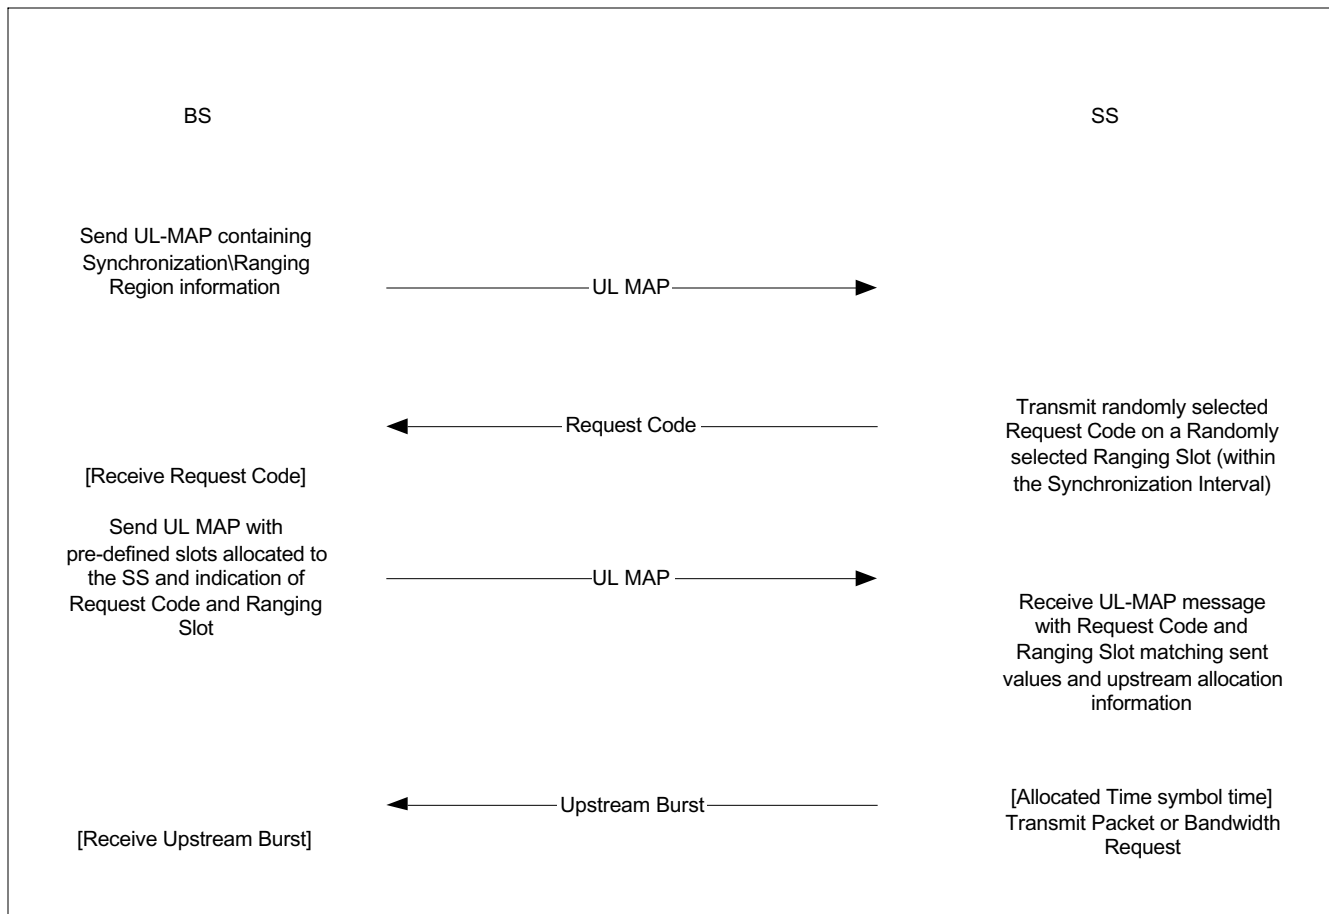 BS
SS
Send UL-MAP containing
Synchronization\Ranging
Region information
UL MAP
Request Code
Transmit randomly selected
Request Code on a Randomly
selected Ranging Slot (within
the Synchronization Interval)
[Receive Request Code]
Send UL MAP with
pre-defined slots allocated to
the SS and indication of
Request Code and Ranging
Slot
UL MAP
Receive UL-MAP message
with Request Code and
Ranging Slot matching sent
values and upstream allocation
information
Upstream Burst
[Allocated Time symbol time]
Transmit Packet or Bandwidth
Request
[Receive Upstream Burst]